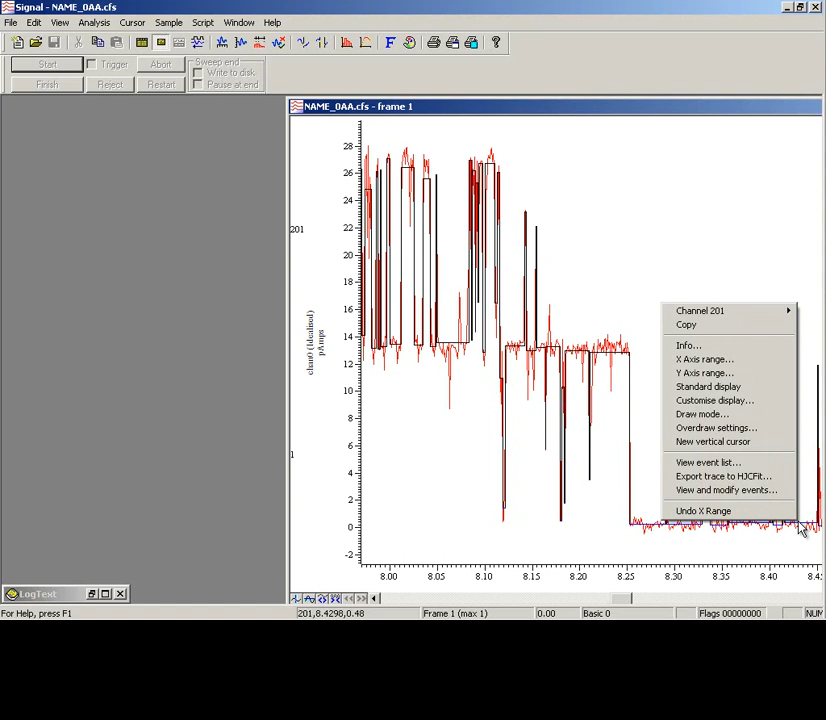 Signal - NAME_0AA.cfs
File Edit View Analysis Cursor Sample Script Window Help
Start Trigger Abort Sweep end
Write to disk
Finish Reject Restart Pause at end
NAME_0AA.cfs - frame 1
28
26
24
22
201
20
18
16
14
12
10
8
6
4
2
0
-2
1
chan0 (Idealised)
pAmps
8.00 8.05 8.10 8.15 8.20 8.25 8.30 8.35 8.40 8.45
Channel 201
Copy
Info...
X Axis range...
Y Axis range...
Standard display
Customise display...
Draw mode...
Overdraw settings...
New vertical cursor
View event list...
Export trace to HJCFit...
View and modify events...
Undo X Range
LogText
For Help, press F1 201,8.4298,0.48 Frame 1 (max 1) 0.00 Basic 0 Flags 00000000 NUM